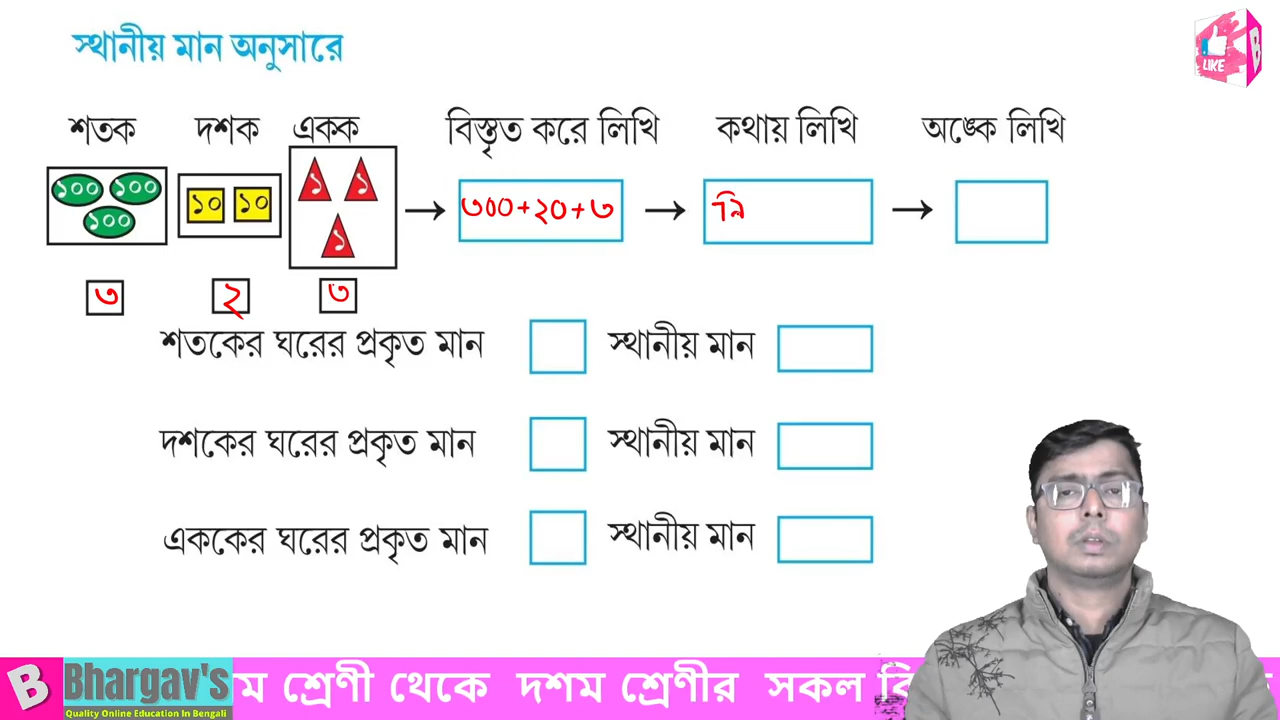 স্থানীয় মান অনুসারে
LIKE B
শতক দশক একক বিস্তৃত করে লিখি কথায় লিখি অঙ্কে লিখি
১০০ ১০০ ১০ ১০ ১ ১
১০০ ১
→ ৩০০+২০+৩ → →
৩ ২ ৩
শতকের ঘরের প্রকৃত মান স্থানীয় মান
দশকের ঘরের প্রকৃত মান স্থানীয় মান
এককের ঘরের প্রকৃত মান স্থানীয় মান
B Bhargav's
Quality Online Education In Bengali
ম শ্রেণী থেকে দশম শ্রেণীর সকল বি